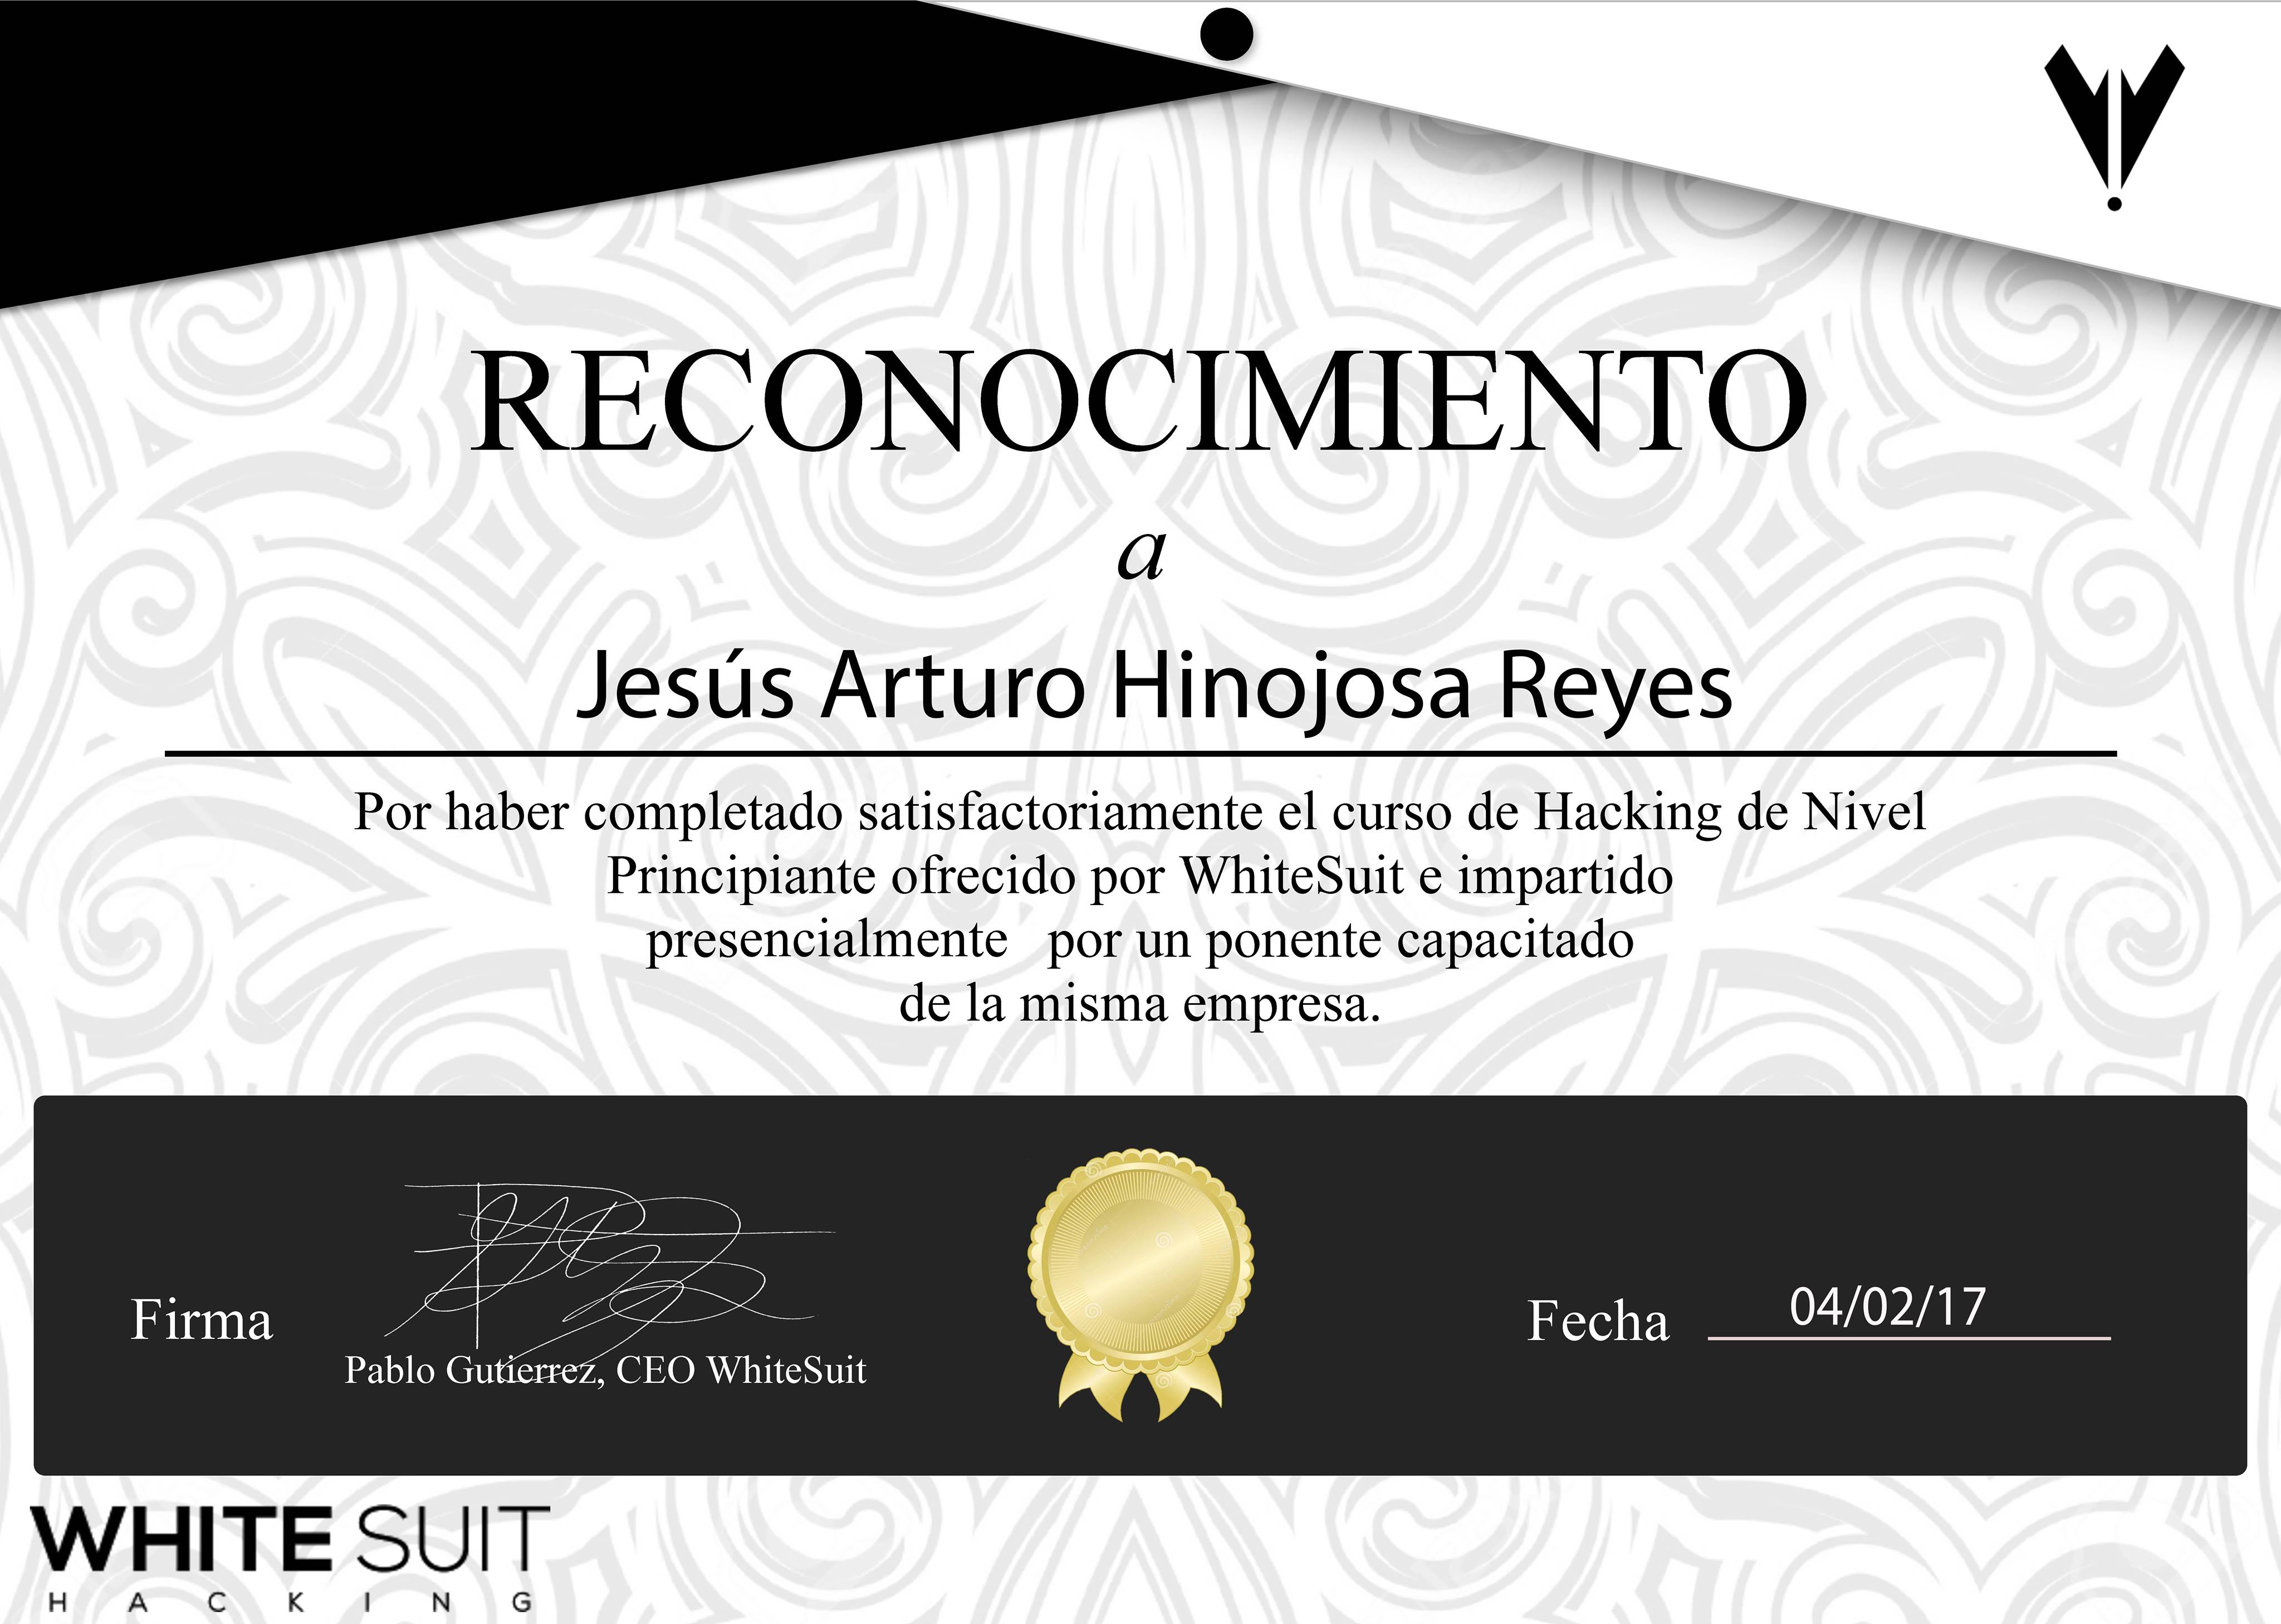 RECONOCIMIENTO
a
Jesús Arturo Hinojosa Reyes
Por haber completado satisfactoriamente el curso de Hacking de Nivel
Principiante ofrecido por WhiteSuit e impartido
presencialmente por un ponente capacitado
de la misma empresa.
Firma
Pablo Gutierrez, CEO WhiteSuit
Fecha 04/02/17
WHITE SUIT
HACKING